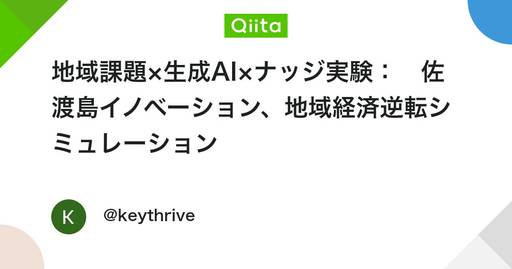 Qiita
地域課題×生成AI×ナッジ実験：　佐
渡島イノベーション、地域経済逆転シ
ミュレーション
K
@keythrive